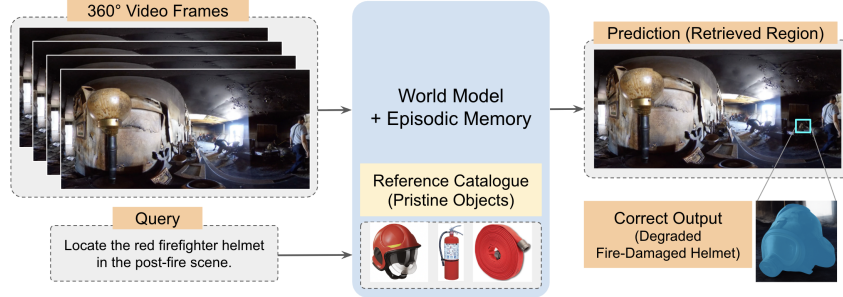 360° Video Frames
Query
Locate the red firefighter helmet
in the post-fire scene.
World Model
+ Episodic Memory
Reference Catalogue
(Pristine Objects)
Prediction (Retrieved Region)
Correct Output
(Degraded
Fire-Damaged Helmet)